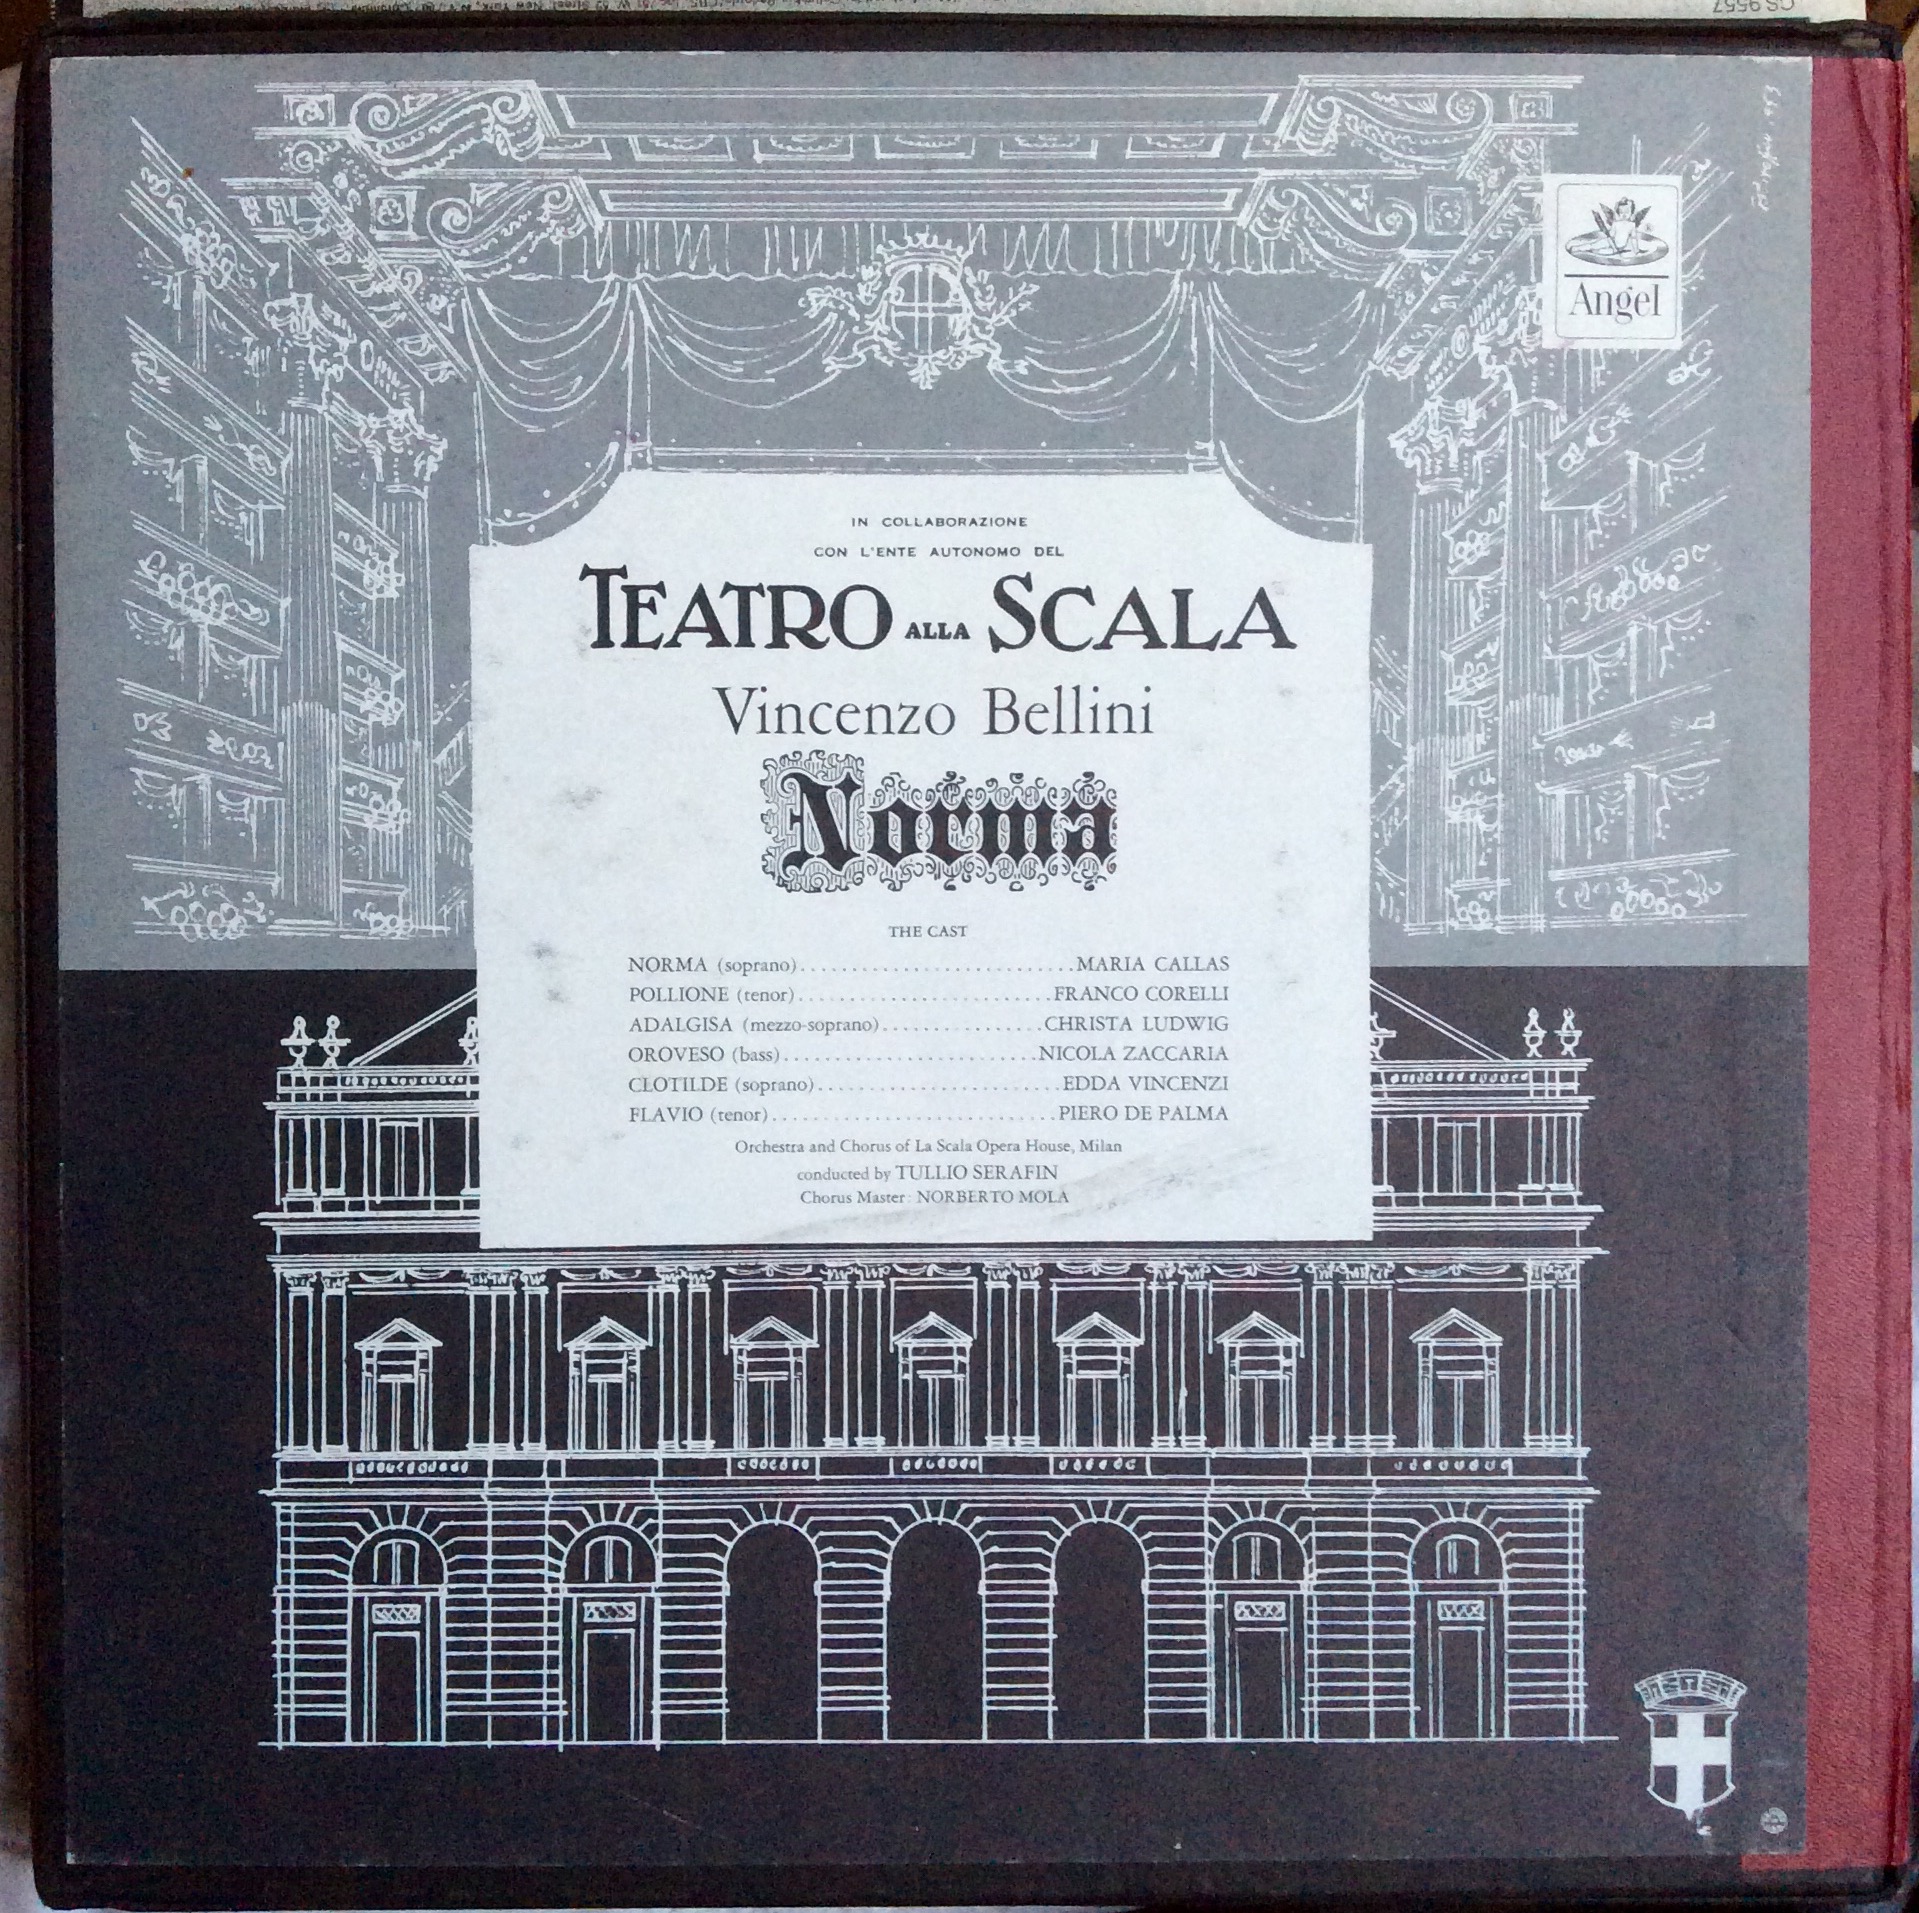 CS 9557
Angel
IN COLLABORAZIONE
CON L'ENTE AUTONOMO DEL
TEATRO ALLA SCALA
Vincenzo Bellini
Norma
THE CAST
NORMA (soprano)...........................MARIA CALLAS
POLLIONE (tenor).........................FRANCO CORELLI
ADALGISA (mezzo-soprano)................CHRISTA LUDWIG
OROVESO (bass).........................NICOLA ZACCARIA
CLOTILDE (soprano)........................EDDA VINCENZI
FLAVIO (tenor)............................PIERO DE PALMA
Orchestra and Chorus of La Scala Opera House, Milan
conducted by TULLIO SERAFIN
Chorus Master: NORBERTO MOLA